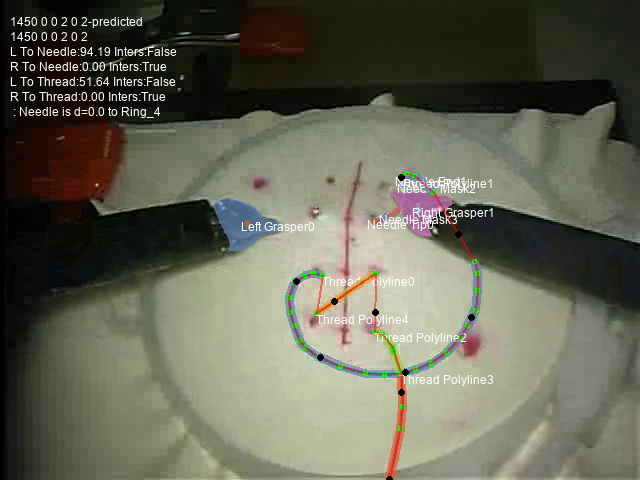 1450 0 0 2 0 2-predicted
1450 0 0 2 0 2
L To Needle:94.19 Inters:False
R To Needle:0.00 Inters:True
L To Thread:51.64 Inters:False
R To Thread:0.00 Inters:True
: Needle is d=0.0 to Ring_4
Right Grasper1
Needle Mask3
Left Grasper0
Thread Polyline4
Thread Polyline2
Thread Polyline3